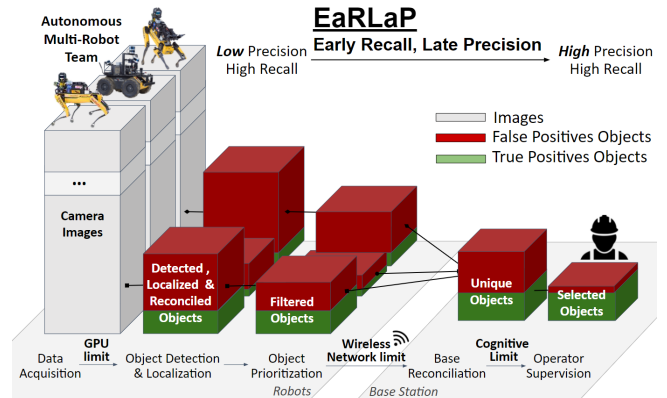 EaRLaP
Early Recall, Late Precision
Autonomous
Multi-Robot
Team
Low Precision
High Recall
High Precision
High Recall
Images
False Positives Objects
True Positives Objects
...
Camera
Images
Detected ,
Localized &
Reconciled
Objects
Filtered
Objects
Unique
Objects
Selected
Objects
Data
Acquisition
GPU
limit
Object Detection
& Localization
Object
Prioritization
Wireless
Network limit
Base
Reconciliation
Cognitive
Limit
Operator
Supervision
Robots
Base Station